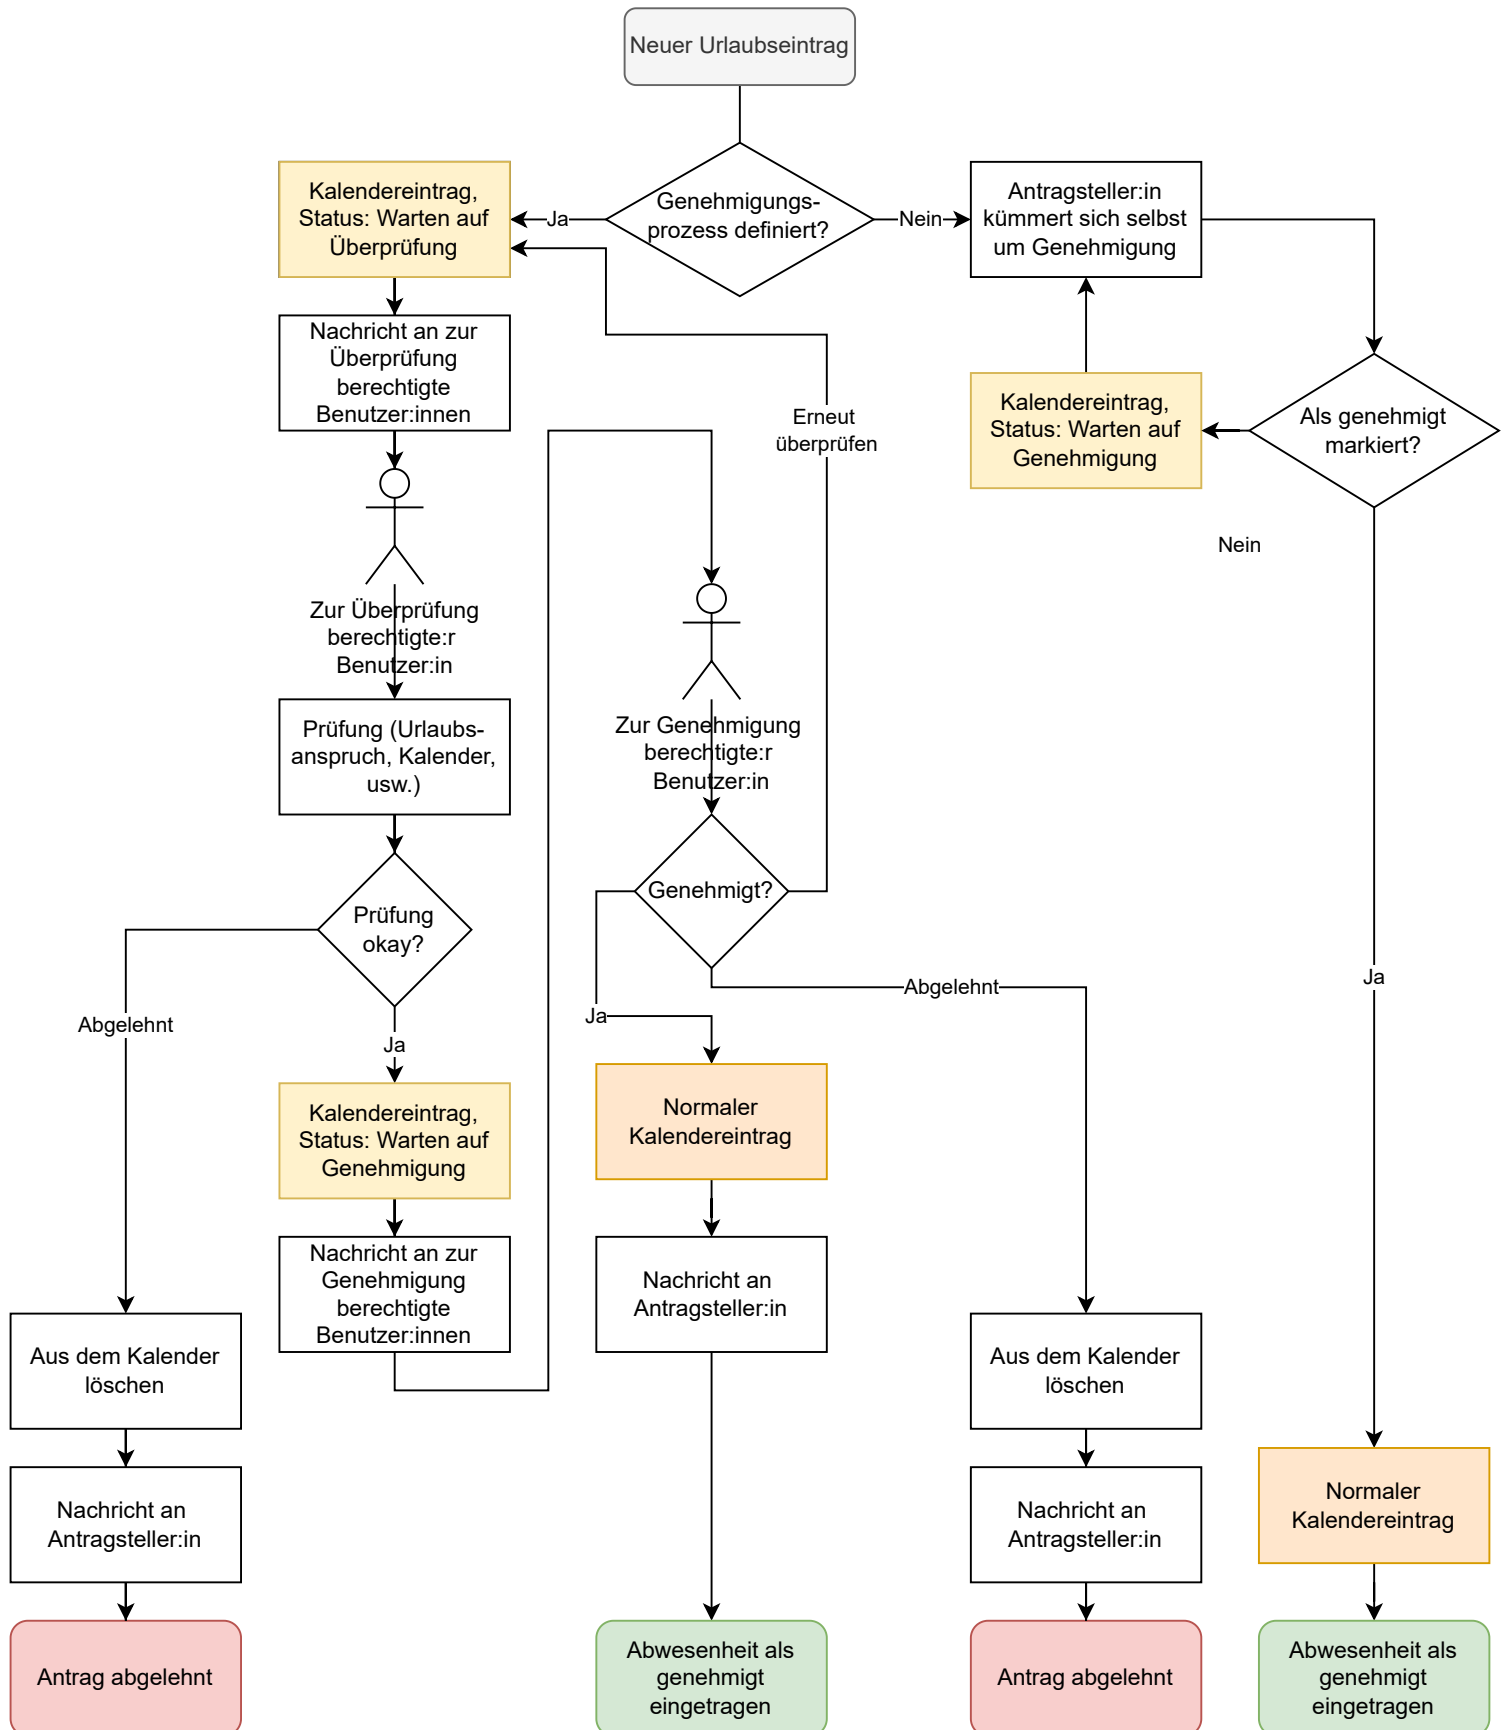 Neuer Urlaubseintrag
Genehmigungs-
prozess definiert?
Ja
Nein
Kalendereintrag,
Status: Warten auf
Überprüfung
Antragsteller:in
kümmert sich selbst
um Genehmigung
Nachricht an zur
Überprüfung
berechtigte
Benutzer:innen
Erneut
überprüfen
Kalendereintrag,
Status: Warten auf
Genehmigung
Als genehmigt
markiert?
Nein
Zur Überprüfung
berechtigte:r
Benutzer:in
Zur Genehmigung
berechtigte:r
Benutzer:in
Prüfung (Urlaubs-
anspruch, Kalender,
usw.)
Genehmigt?
Prüfung
okay?
Abgelehnt
Ja
Ja
Abgelehnt
Ja
Kalendereintrag,
Status: Warten auf
Genehmigung
Normaler
Kalendereintrag
Nachricht an zur
Genehmigung
berechtigte
Benutzer:innen
Nachricht an
Antragsteller:in
Aus dem Kalender
löschen
Aus dem Kalender
löschen
Nachricht an
Antragsteller:in
Nachricht an
Antragsteller:in
Normaler
Kalendereintrag
Antrag abgelehnt
Abwesenheit als
genehmigt
eingetragen
Antrag abgelehnt
Abwesenheit als
genehmigt
eingetragen